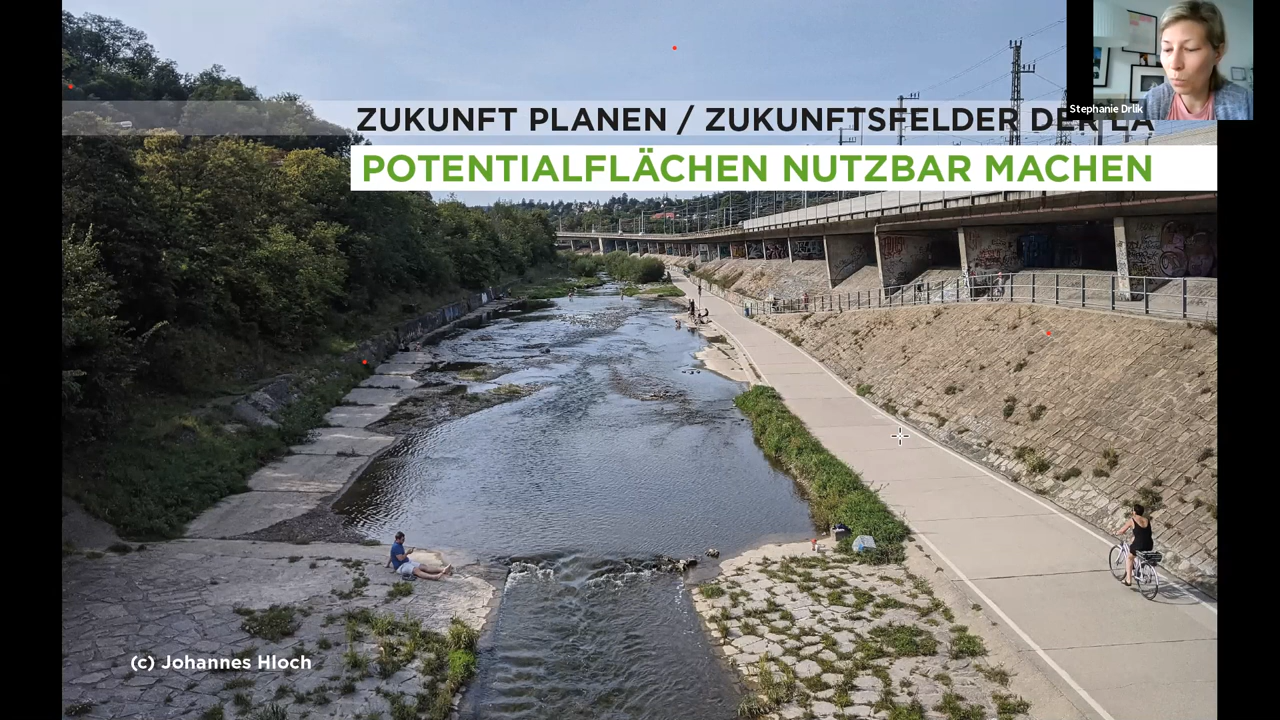 ZUKUNFT PLANEN / ZUKUNFTSFELDER DER LA
POTENTIALFLÄCHEN NUTZBAR MACHEN
Stephanie Drlik
(c) Johannes Hloch